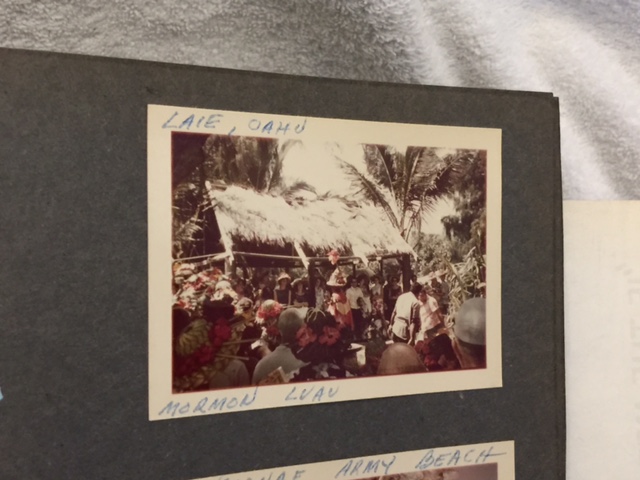 LAIE, OAHU
MORMON LUAU
ARMY BEACH